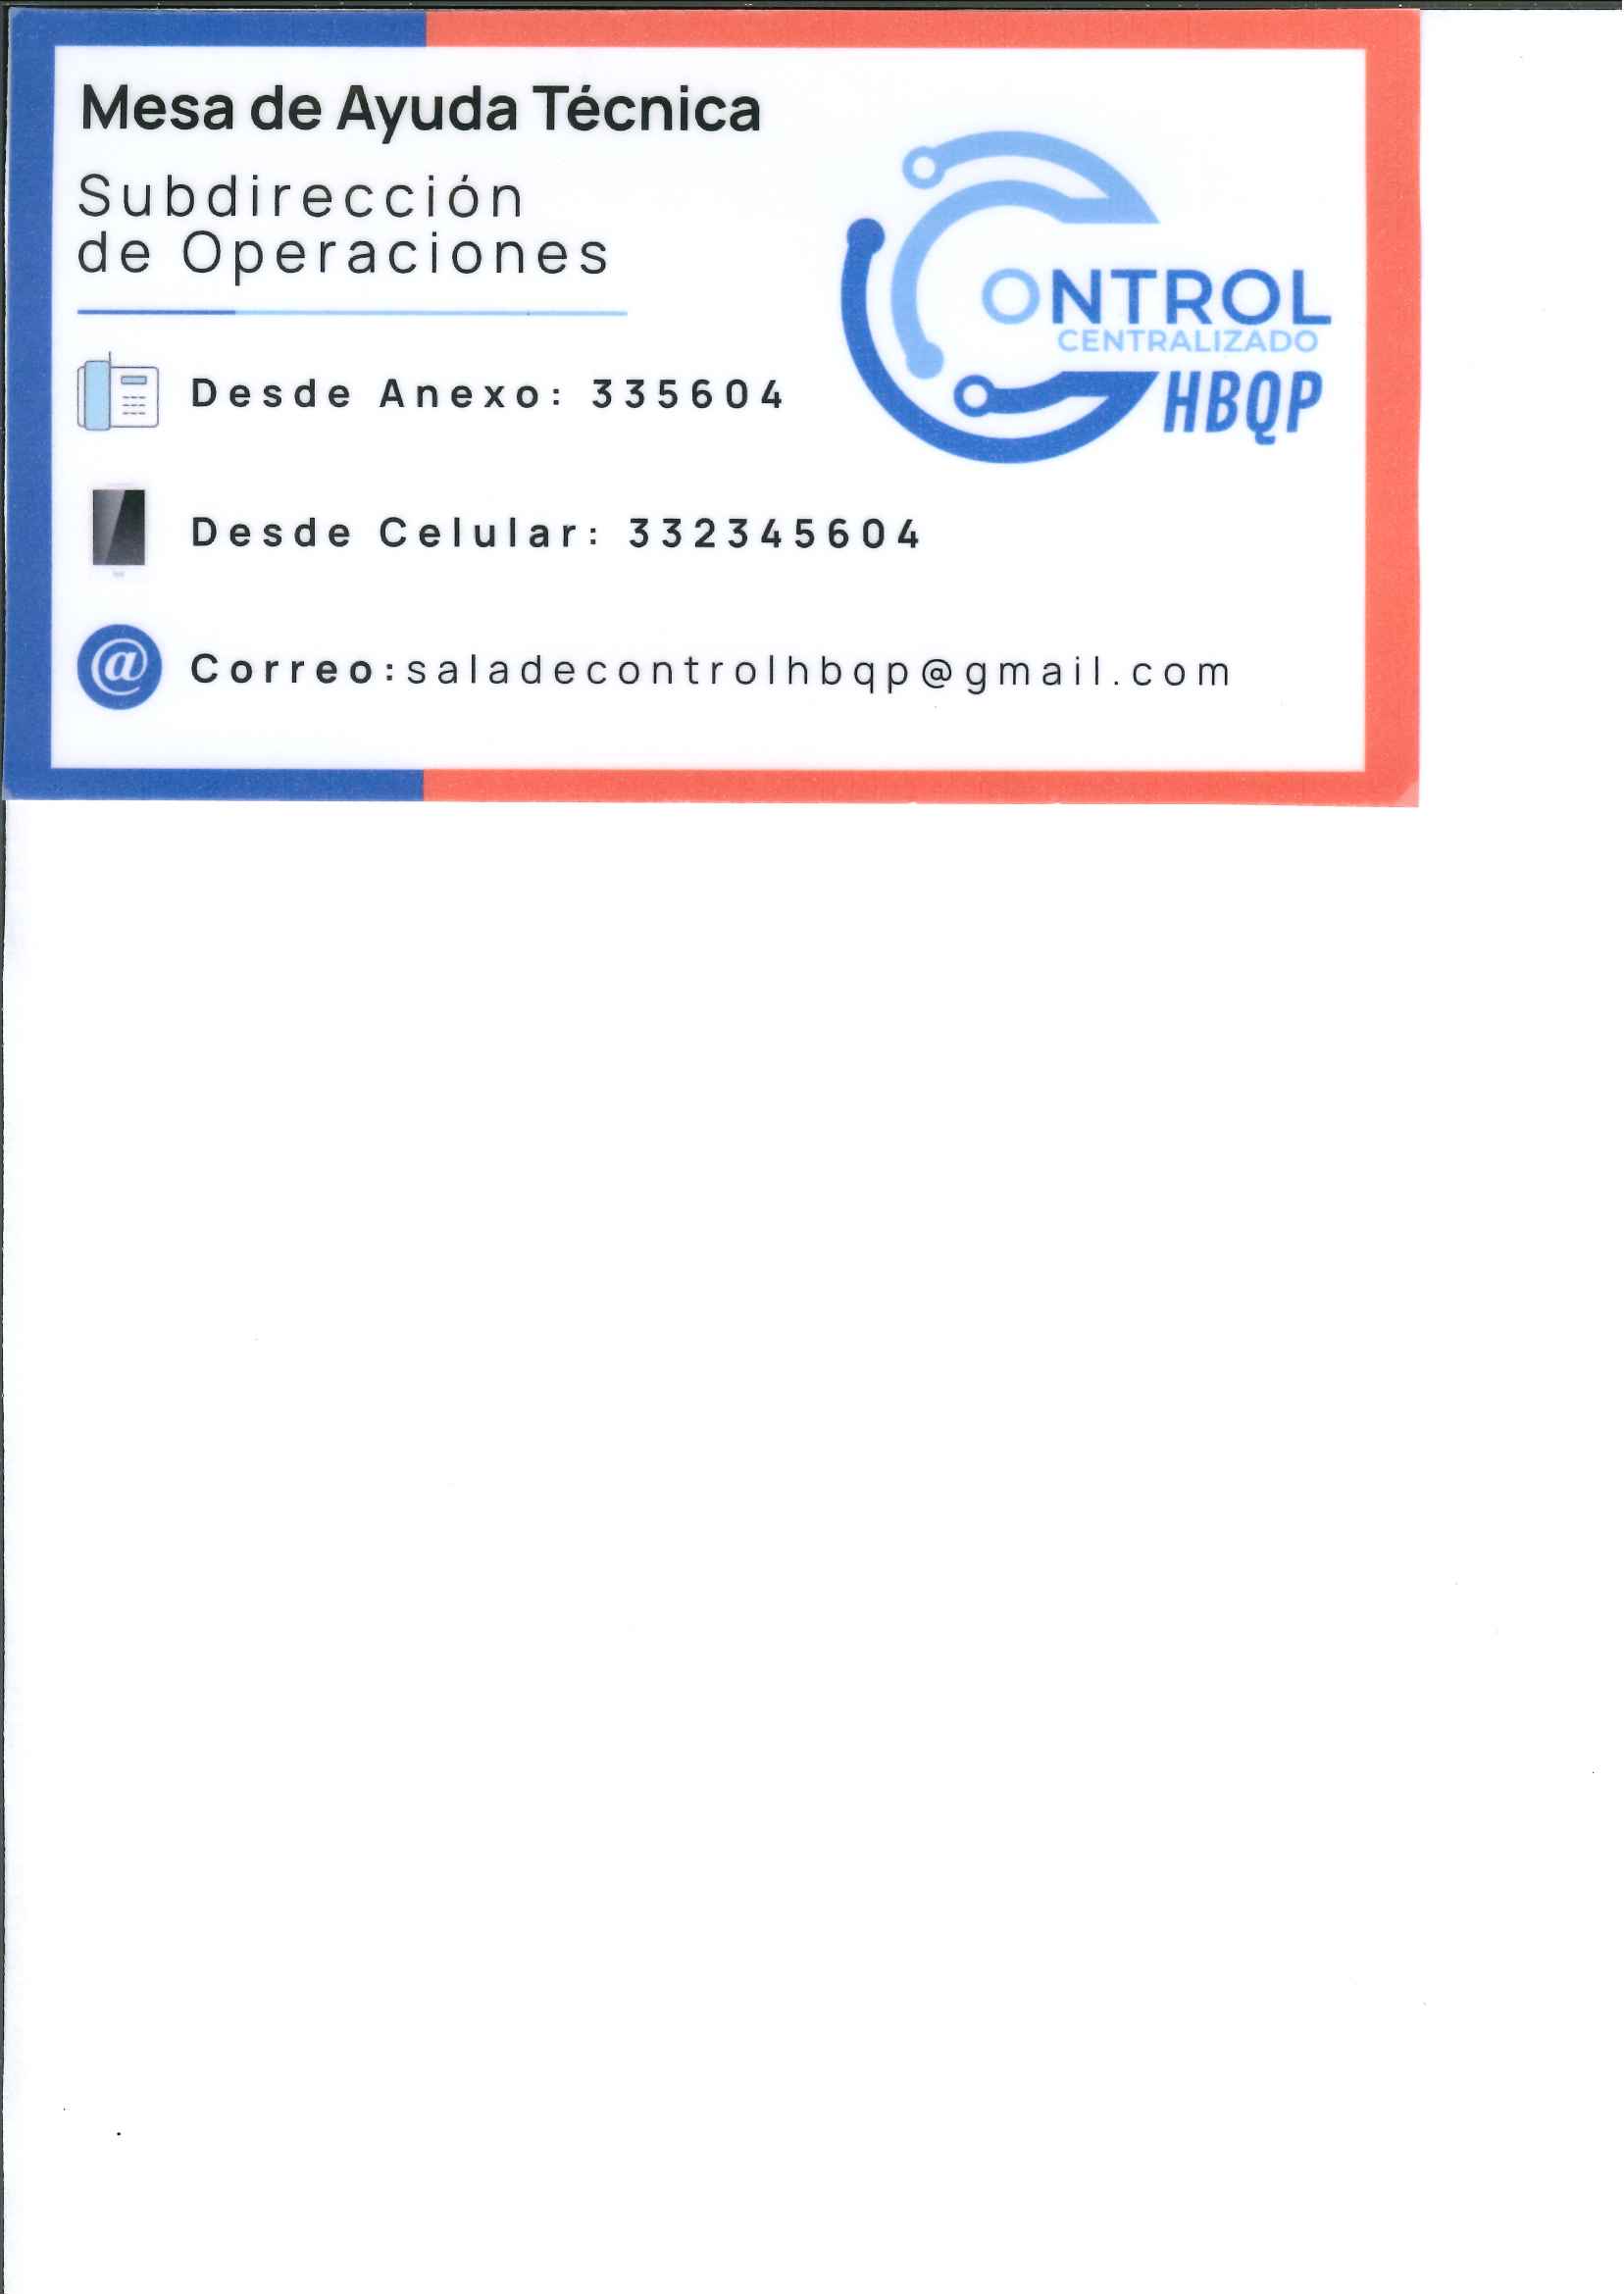 Mesa de Ayuda Técnica
Subdirección
de Operaciones
CONTROL
CENTRALIZADO
HBQP
Desde Anexo: 335604
Desde Celular: 332345604
@ Correo:saladecontrolhbqp@gmail.com